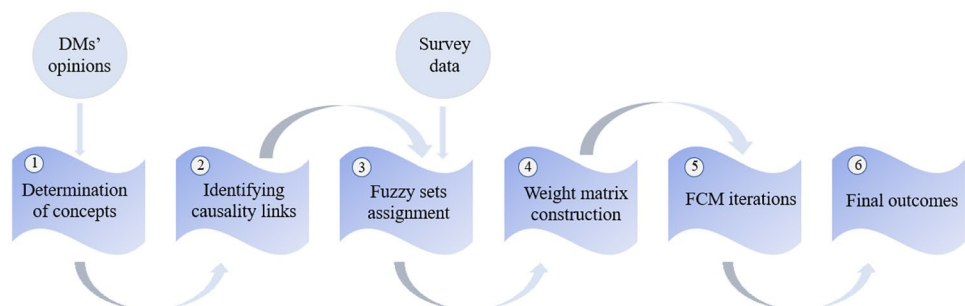 DMs'
opinions
Survey
data
1
Determination
of concepts
2
Identifying
causality links
3
Fuzzy sets
assignment
4
Weight matrix
construction
5
FCM iterations
6
Final outcomes